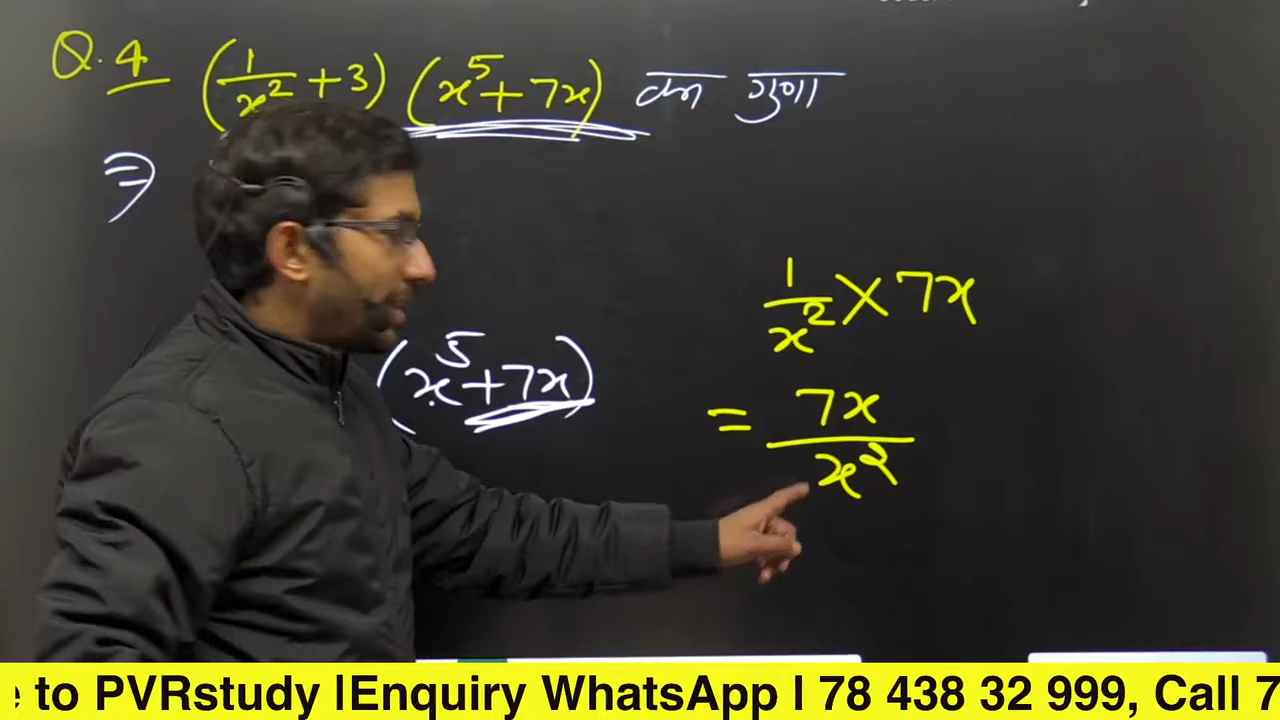 Q.4 (1/x² + 3) (x⁵ + 7x) का गुणा
⇒
1/x² × 7x
(x⁵ + 7x)
= 7x/x²
to PVRstudy |Enquiry WhatsApp | 78 438 32 999, Call 7